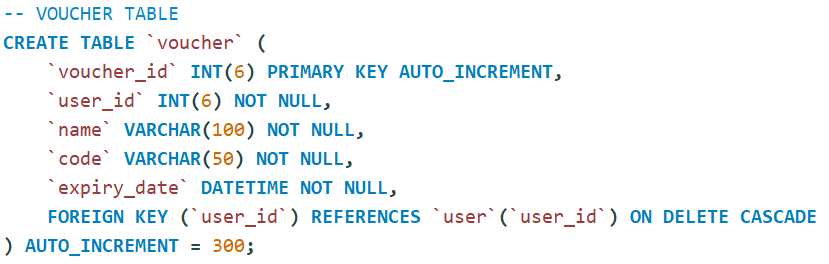 -- VOUCHER TABLE
CREATE TABLE `voucher` (
    `voucher_id` INT(6) PRIMARY KEY AUTO_INCREMENT,
    `user_id` INT(6) NOT NULL,
    `name` VARCHAR(100) NOT NULL,
    `code` VARCHAR(50) NOT NULL,
    `expiry_date` DATETIME NOT NULL,
    FOREIGN KEY (`user_id`) REFERENCES `user`(`user_id`) ON DELETE CASCADE
) AUTO_INCREMENT = 300;